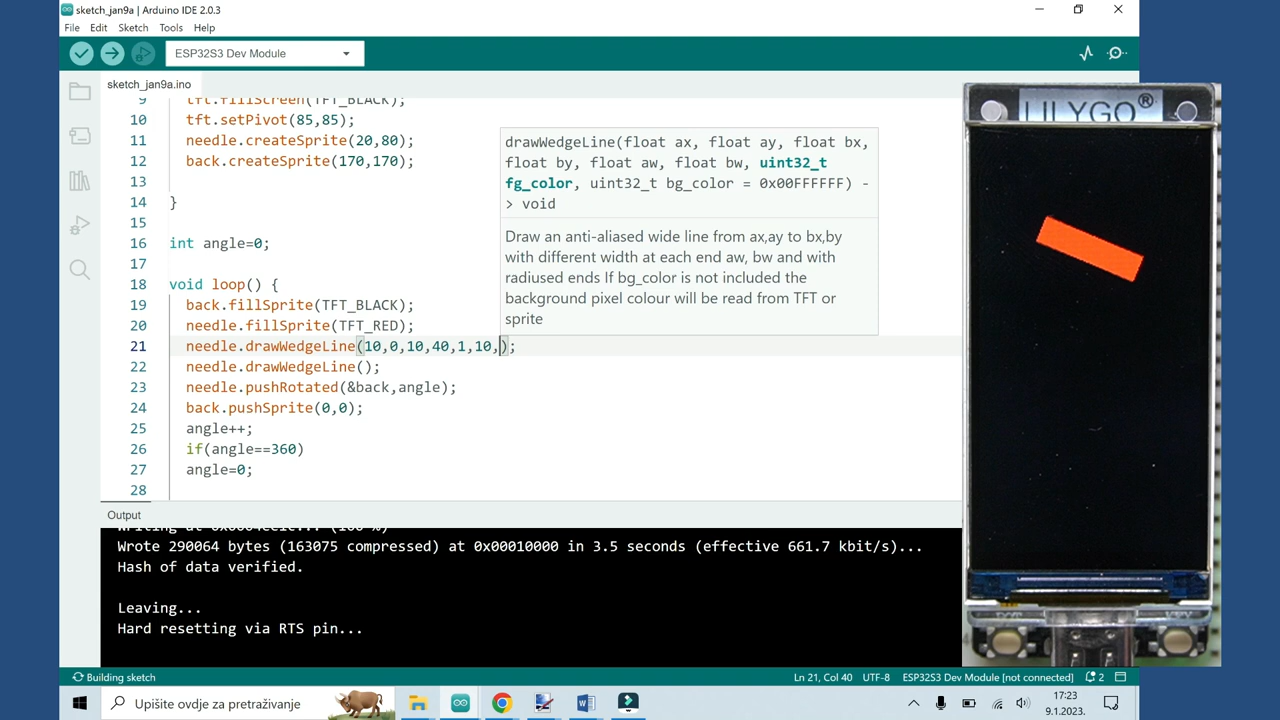 sketch_jan9a | Arduino IDE 2.0.3
File Edit Sketch Tools Help
ESP32S3 Dev Module
sketch_jan9a.ino
9 tft.fillScreen(TFT_BLACK);
10 tft.setPivot(85,85);
11 needle.createSprite(20,80);
12 back.createSprite(170,170);
13
14 }
15
16 int angle=0;
17
18 void loop() {
19 back.fillSprite(TFT_BLACK);
20 needle.fillSprite(TFT_RED);
21 needle.drawWedgeLine(10,0,10,40,1,10,);
22 needle.drawWedgeLine();
23 needle.pushRotated(&back,angle);
24 back.pushSprite(0,0);
25 angle++;
26 if(angle==360)
27 angle=0;
28
drawWedgeLine(float ax, float ay, float bx,
float by, float aw, float bw, uint32_t
fg_color, uint32_t bg_color = 0x00FFFFFF) -
> void
Draw an anti-aliased wide line from ax,ay to bx,by
with different width at each end aw, bw and with
radiused ends If bg_color is not included the
background pixel colour will be read from TFT or
sprite
LILYGO®
Output
Wrote 290064 bytes (163075 compressed) at 0x00010000 in 3.5 seconds (effective 661.7 kbit/s)...
Hash of data verified.
Leaving...
Hard resetting via RTS pin...
Building sketch
Ln 21, Col 40 UTF-8 ESP32S3 Dev Module [not connected] 2
Upišite ovdje za pretraživanje
17:23
9.1.2023.